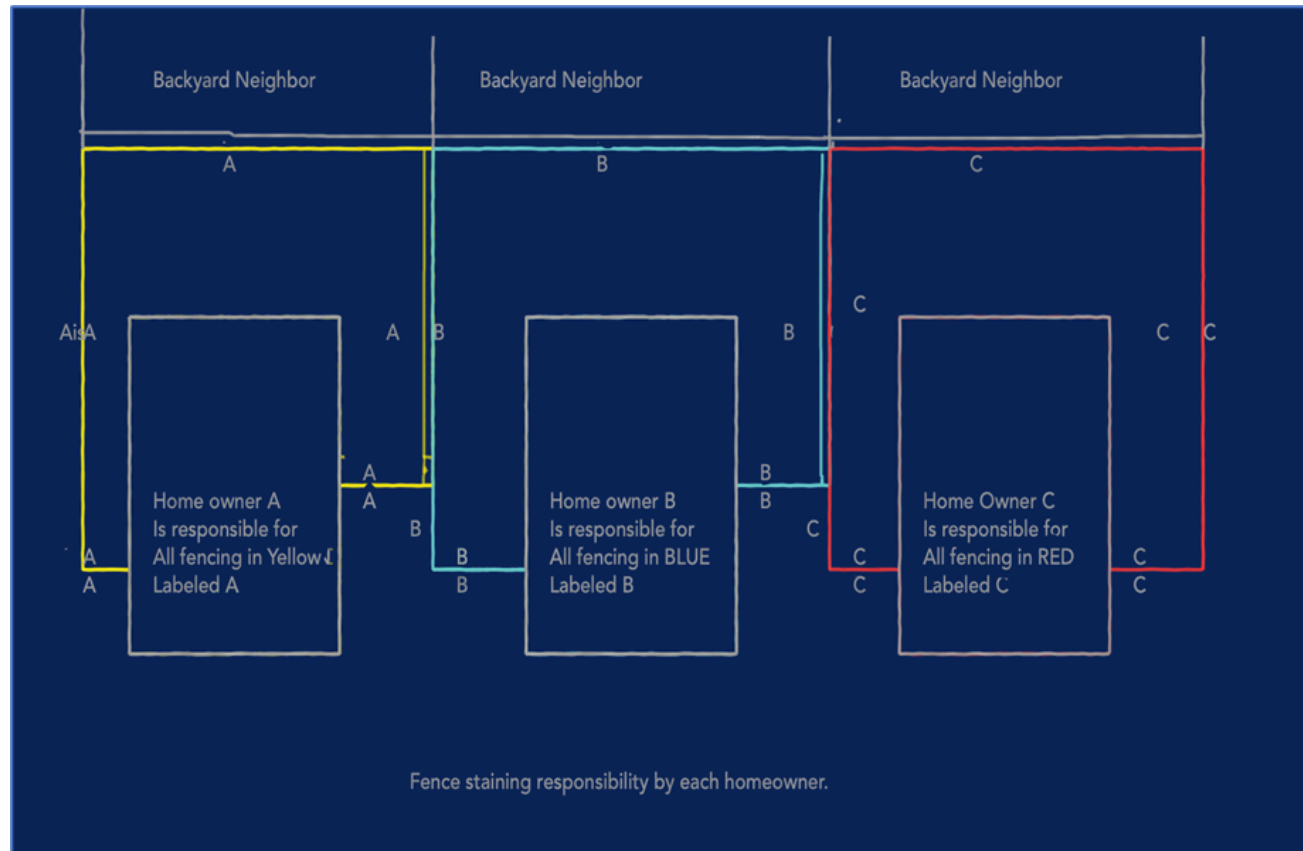 Backyard Neighbor
Backyard Neighbor
Backyard Neighbor
A
B
C
C
A
A
B
B
C
C
A
B
Home owner A
Is responsible for
All fencing in Yellow
Labeled A
A
B
Home owner B
Is responsible for
All fencing in BLUE
Labeled B
B
C
Home Owner C
Is responsible for
All fencing in RED
Labeled C
A
A
B
B
C
C
C
C
Fence staining responsibility by each homeowner.